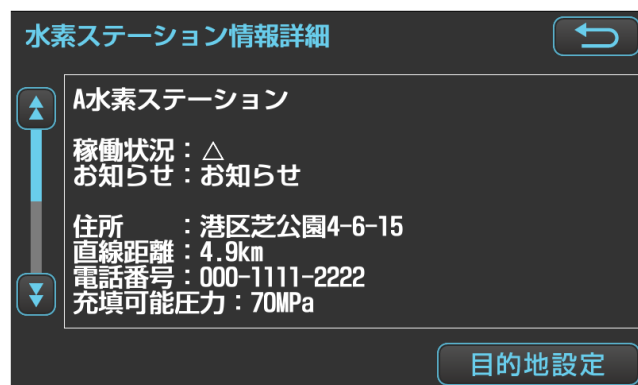 水素ステーション情報詳細
A水素ステーション
稼働状況：△
お知らせ：お知らせ
住所　　：港区芝公園4-6-15
直線距離：4.9km
電話番号：000-1111-2222
充填可能圧力：70MPa
目的地設定